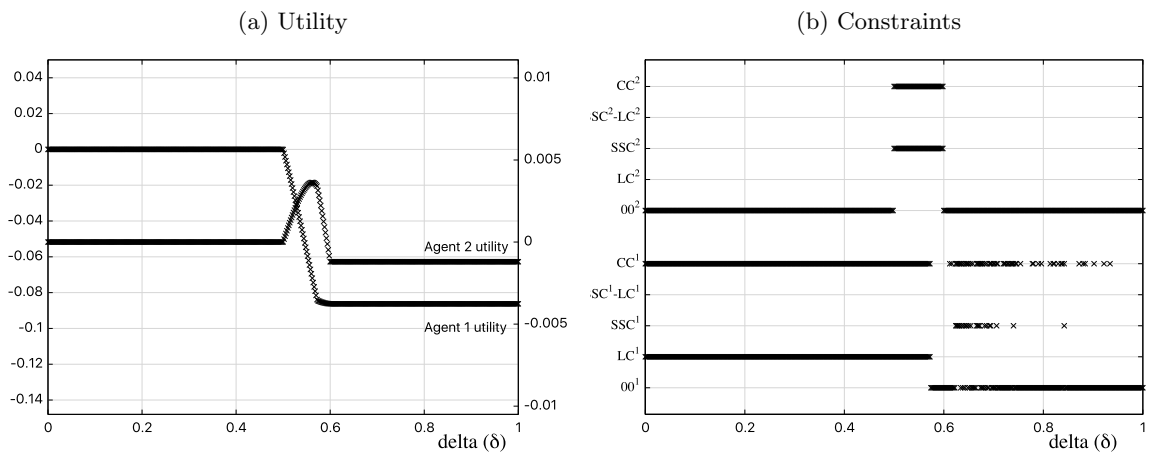 (a) Utility
0.04
0.02
0
-0.02
-0.04
-0.06
-0.08
-0.1
-0.12
-0.14
0.01
0.005
0
-0.005
-0.01
Agent 2 utility
Agent 1 utility
0 0.2 0.4 0.6 0.8 1
delta (δ)
(b) Constraints
CC²
SC²-LC²
SSC²
LC²
00²
CC¹
SC¹-LC¹
SSC¹
LC¹
00¹
0 0.2 0.4 0.6 0.8 1
delta (δ)